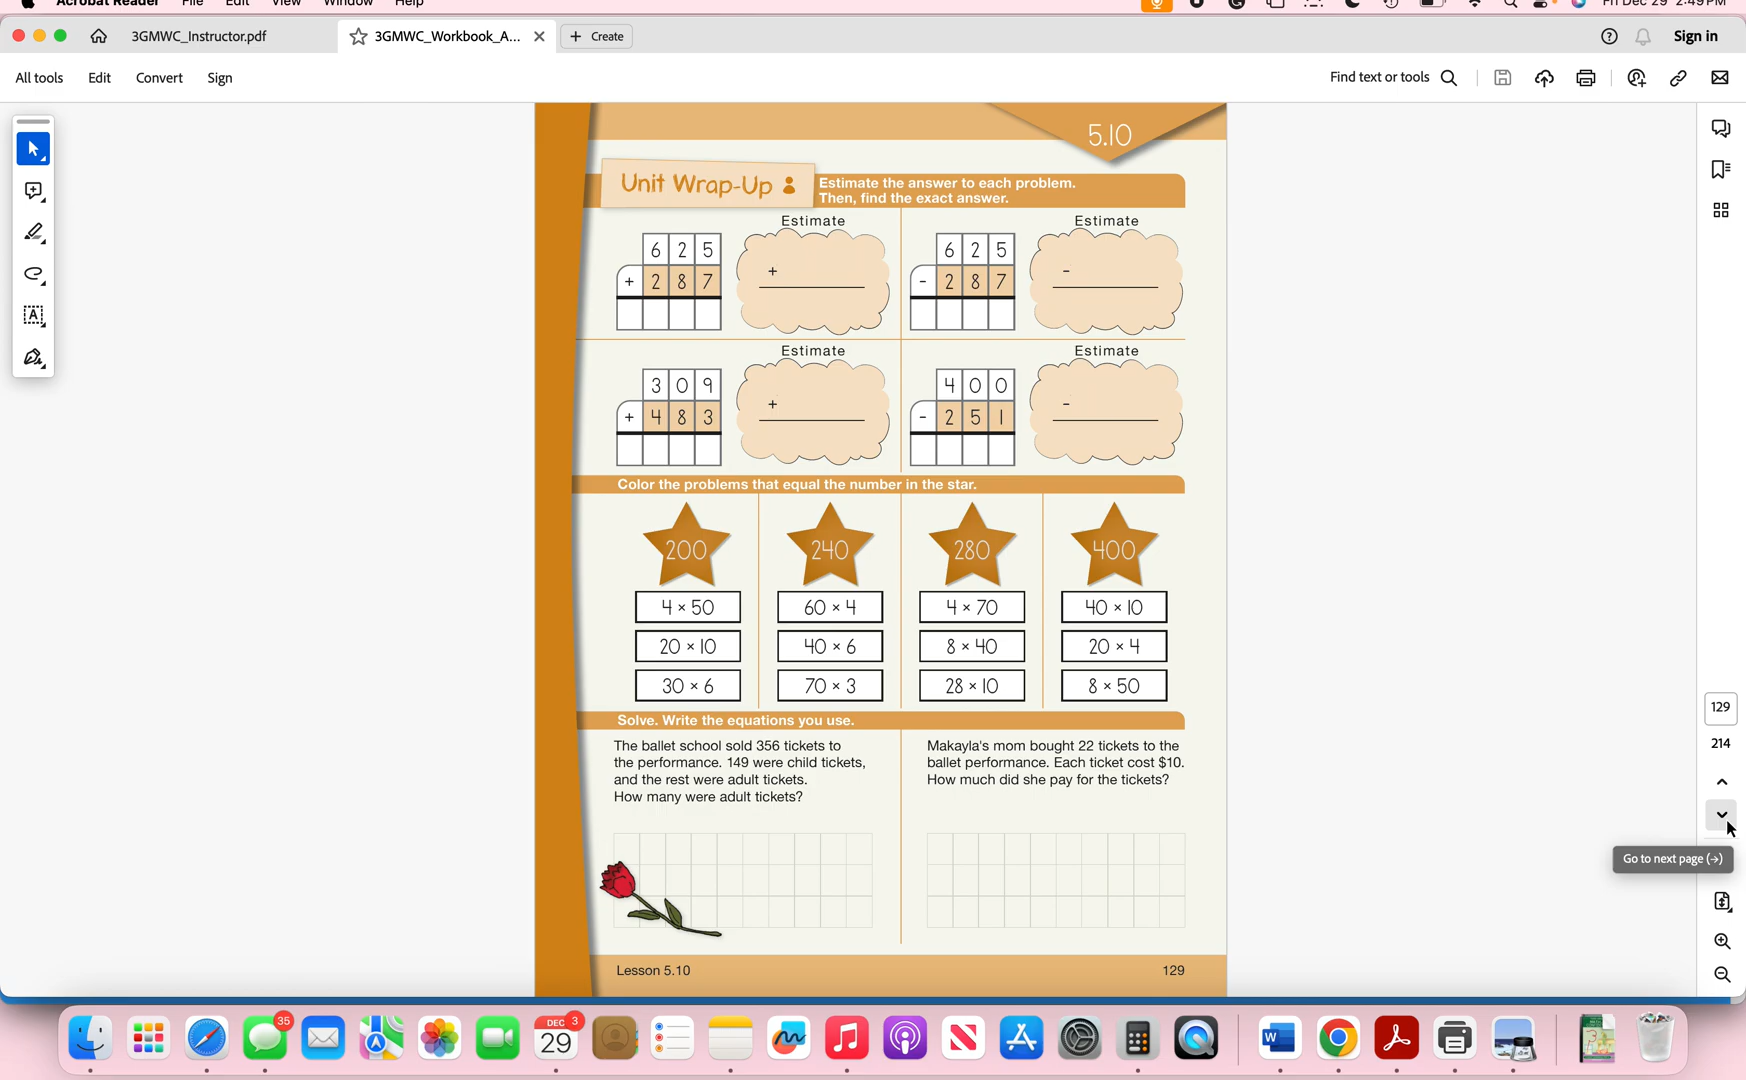 Acrobat Reader File Edit View Window Help Fri Dec 29 2:49 PM
3GMWC_Instructor.pdf 3GMWC_Workbook_A... + Create Sign in
All tools Edit Convert Sign Find text or tools
5.10
Unit Wrap-Up
Estimate the answer to each problem.
Then, find the exact answer.
Estimate Estimate
6 2 5 6 2 5
+ 2 8 7 + - 2 8 7 -
Estimate Estimate
3 0 9 4 0 0
+ 4 8 3 + - 2 5 1 -
Color the problems that equal the number in the star.
200 240 280 400
4 × 50 60 × 4 4 × 70 40 × 10
20 × 10 40 × 6 8 × 40 20 × 4
30 × 6 70 × 3 28 × 10 8 × 50
Solve. Write the equations you use.
The ballet school sold 356 tickets to
the performance. 149 were child tickets,
and the rest were adult tickets.
How many were adult tickets?
Makayla's mom bought 22 tickets to the
ballet performance. Each ticket cost $10.
How much did she pay for the tickets?
Lesson 5.10 129
129
214
Go to next page (→)
35
DEC 3
29